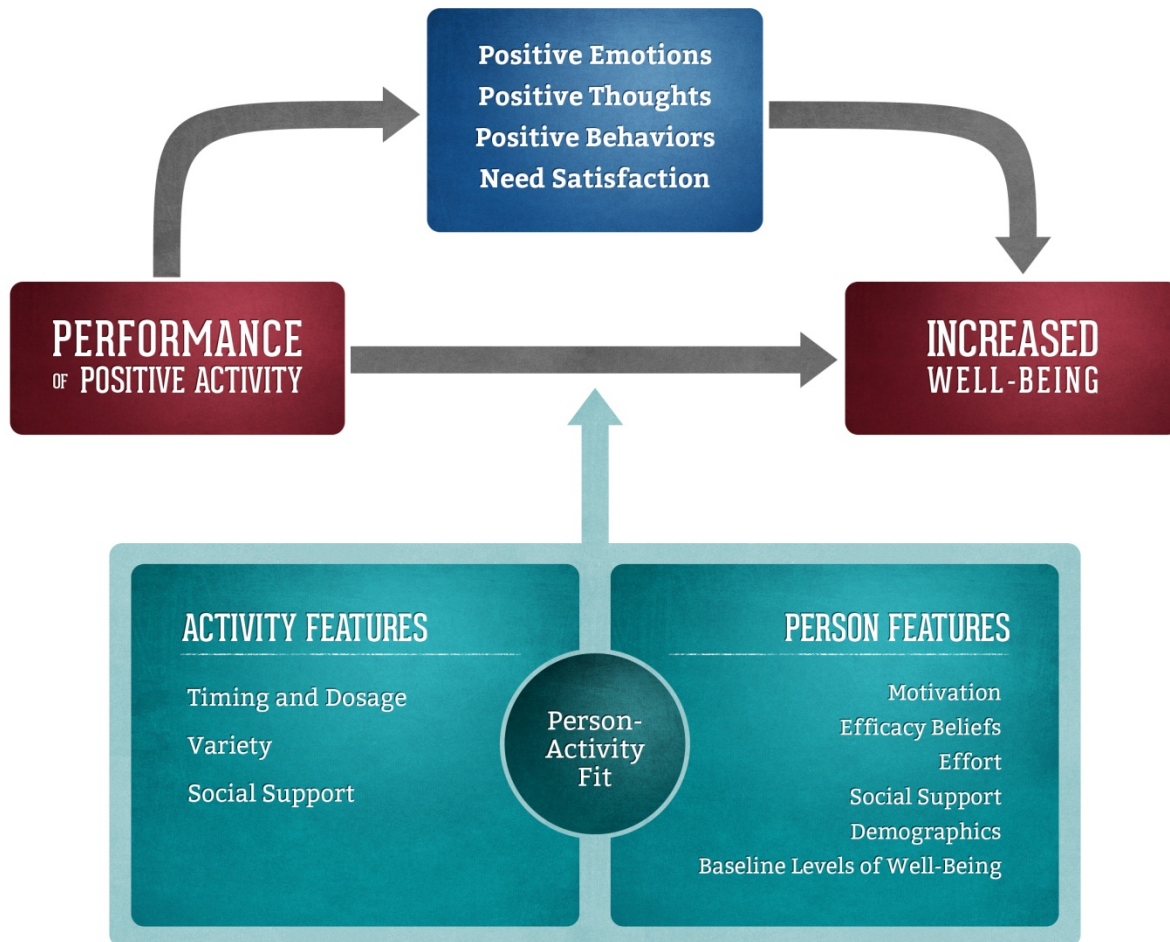 Positive Emotions
Positive Thoughts
Positive Behaviors
Need Satisfaction
PERFORMANCE
OF POSITIVE ACTIVITY
INCREASED
WELL-BEING
ACTIVITY FEATURES
Timing and Dosage
Variety
Social Support
Person-
Activity
Fit
PERSON FEATURES
Motivation
Efficacy Beliefs
Effort
Social Support
Demographics
Baseline Levels of Well-Being